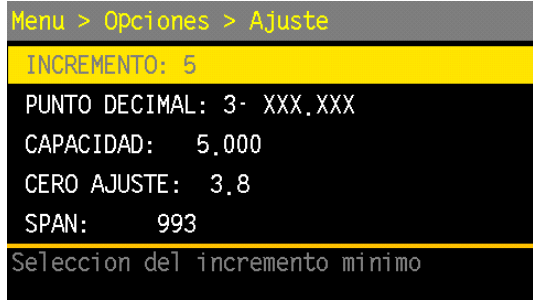 Menu > Opciones > Ajuste
INCREMENTO: 5
PUNTO DECIMAL: 3- XXX.XXX
CAPACIDAD: 5.000
CERO AJUSTE: 3.8
SPAN: 993
Seleccion del incremento minimo